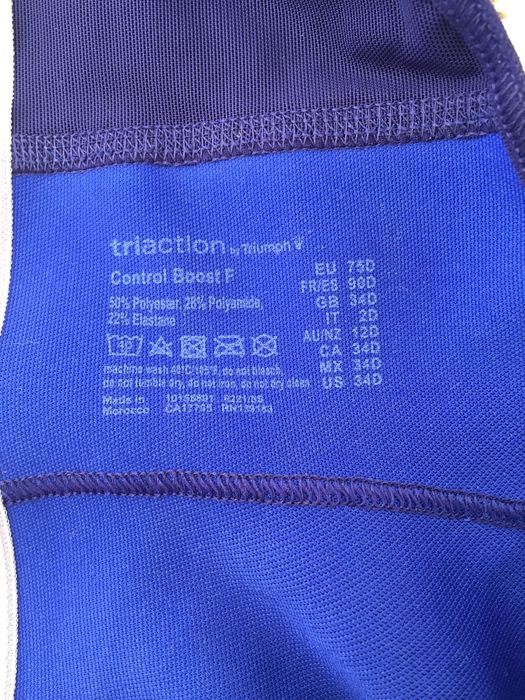 triaction by Triumph
Control Boost P
50% Polyester, 28% Polyamide,
22% Elastane
machine wash 40°C/105°F, do not bleach,
do not tumble dry, do not iron, do not dry clean
Made in
Morocco
10186801
CA17795 RN139163
EU 75D
FR/ES 90D
GB 34D
IT 2D
AU/NZ 12D
CA 34D
MX 34D
US 34D